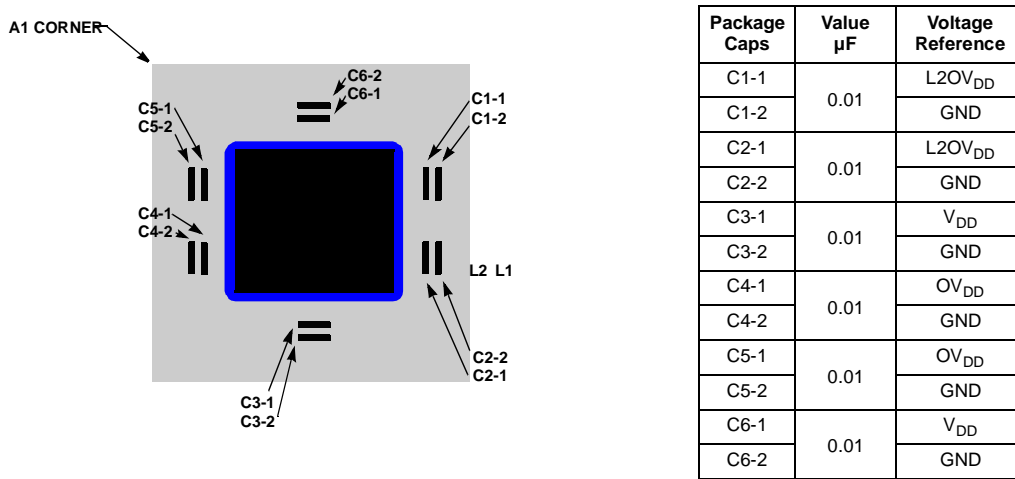 A1 CORNER
C6-2
C6-1
C5-1
C5-2
C1-1
C1-2
C4-1
C4-2
L2 L1
C2-2
C2-1
C3-1
C3-2
Package Caps Value µF Voltage Reference
C1-1 0.01 L2OVDD
C1-2 GND
C2-1 0.01 L2OVDD
C2-2 GND
C3-1 0.01 VDD
C3-2 GND
C4-1 0.01 OVDD
C4-2 GND
C5-1 0.01 OVDD
C5-2 GND
C6-1 0.01 VDD
C6-2 GND